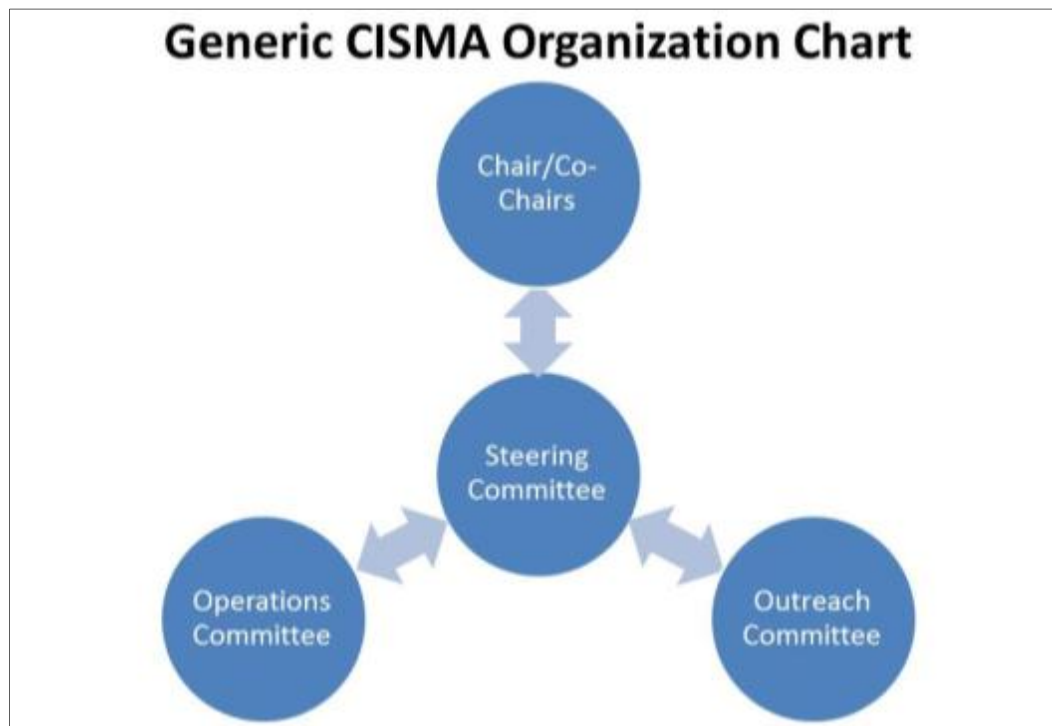 Generic CISMA Organization Chart
Chair/Co-
Chairs
Steering
Committee
Operations
Committee
Outreach
Committee